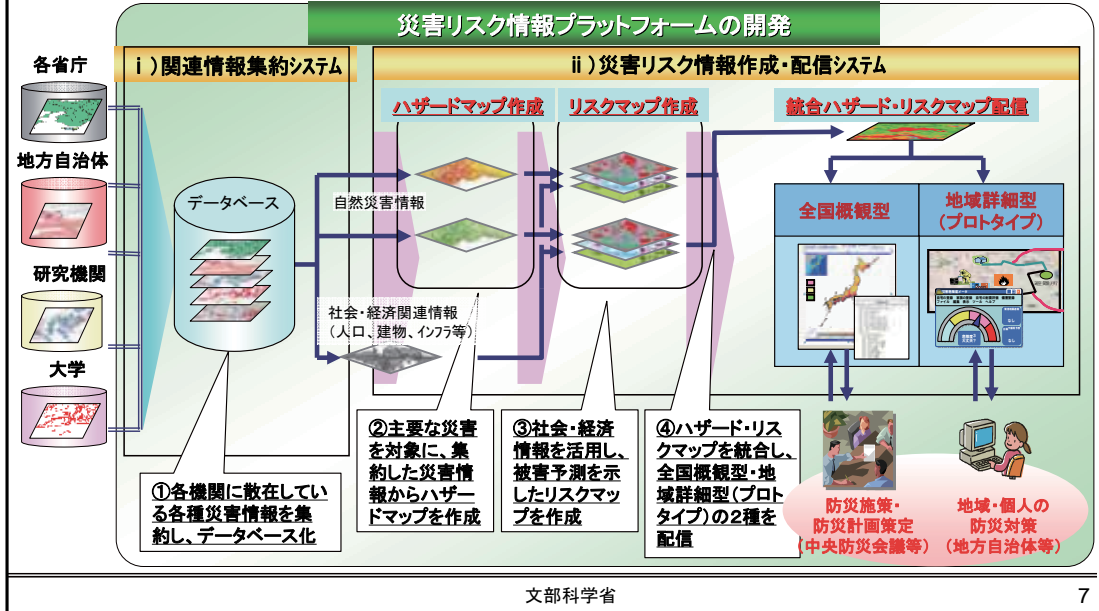 災害リスク情報プラットフォームの開発
ⅰ)関連情報集約システム
ⅱ)災害リスク情報作成・配信システム
各省庁
地方自治体
研究機関
大学
データベース
ハザードマップ作成
リスクマップ作成
統合ハザード・リスクマップ配信
自然災害情報
社会・経済関連情報
(人口、建物、インフラ等)
全国概観型
地域詳細型
(プロトタイプ)
①各機関に散在してい
る各種災害情報を集
約し、データベース化
②主要な災害
を対象に、集
約した災害情
報からハザー
ドマップを作成
③社会・経済
情報を活用し、
被害予測を示
したリスクマッ
プを作成
④ハザード・リス
クマップを統合し、
全国概観型・地
域詳細型(プロト
タイプ)の2種を
配信
防災施策・
防災計画策定
(中央防災会議等)
地域・個人の
防災対策
(地方自治体等)
文部科学省
7